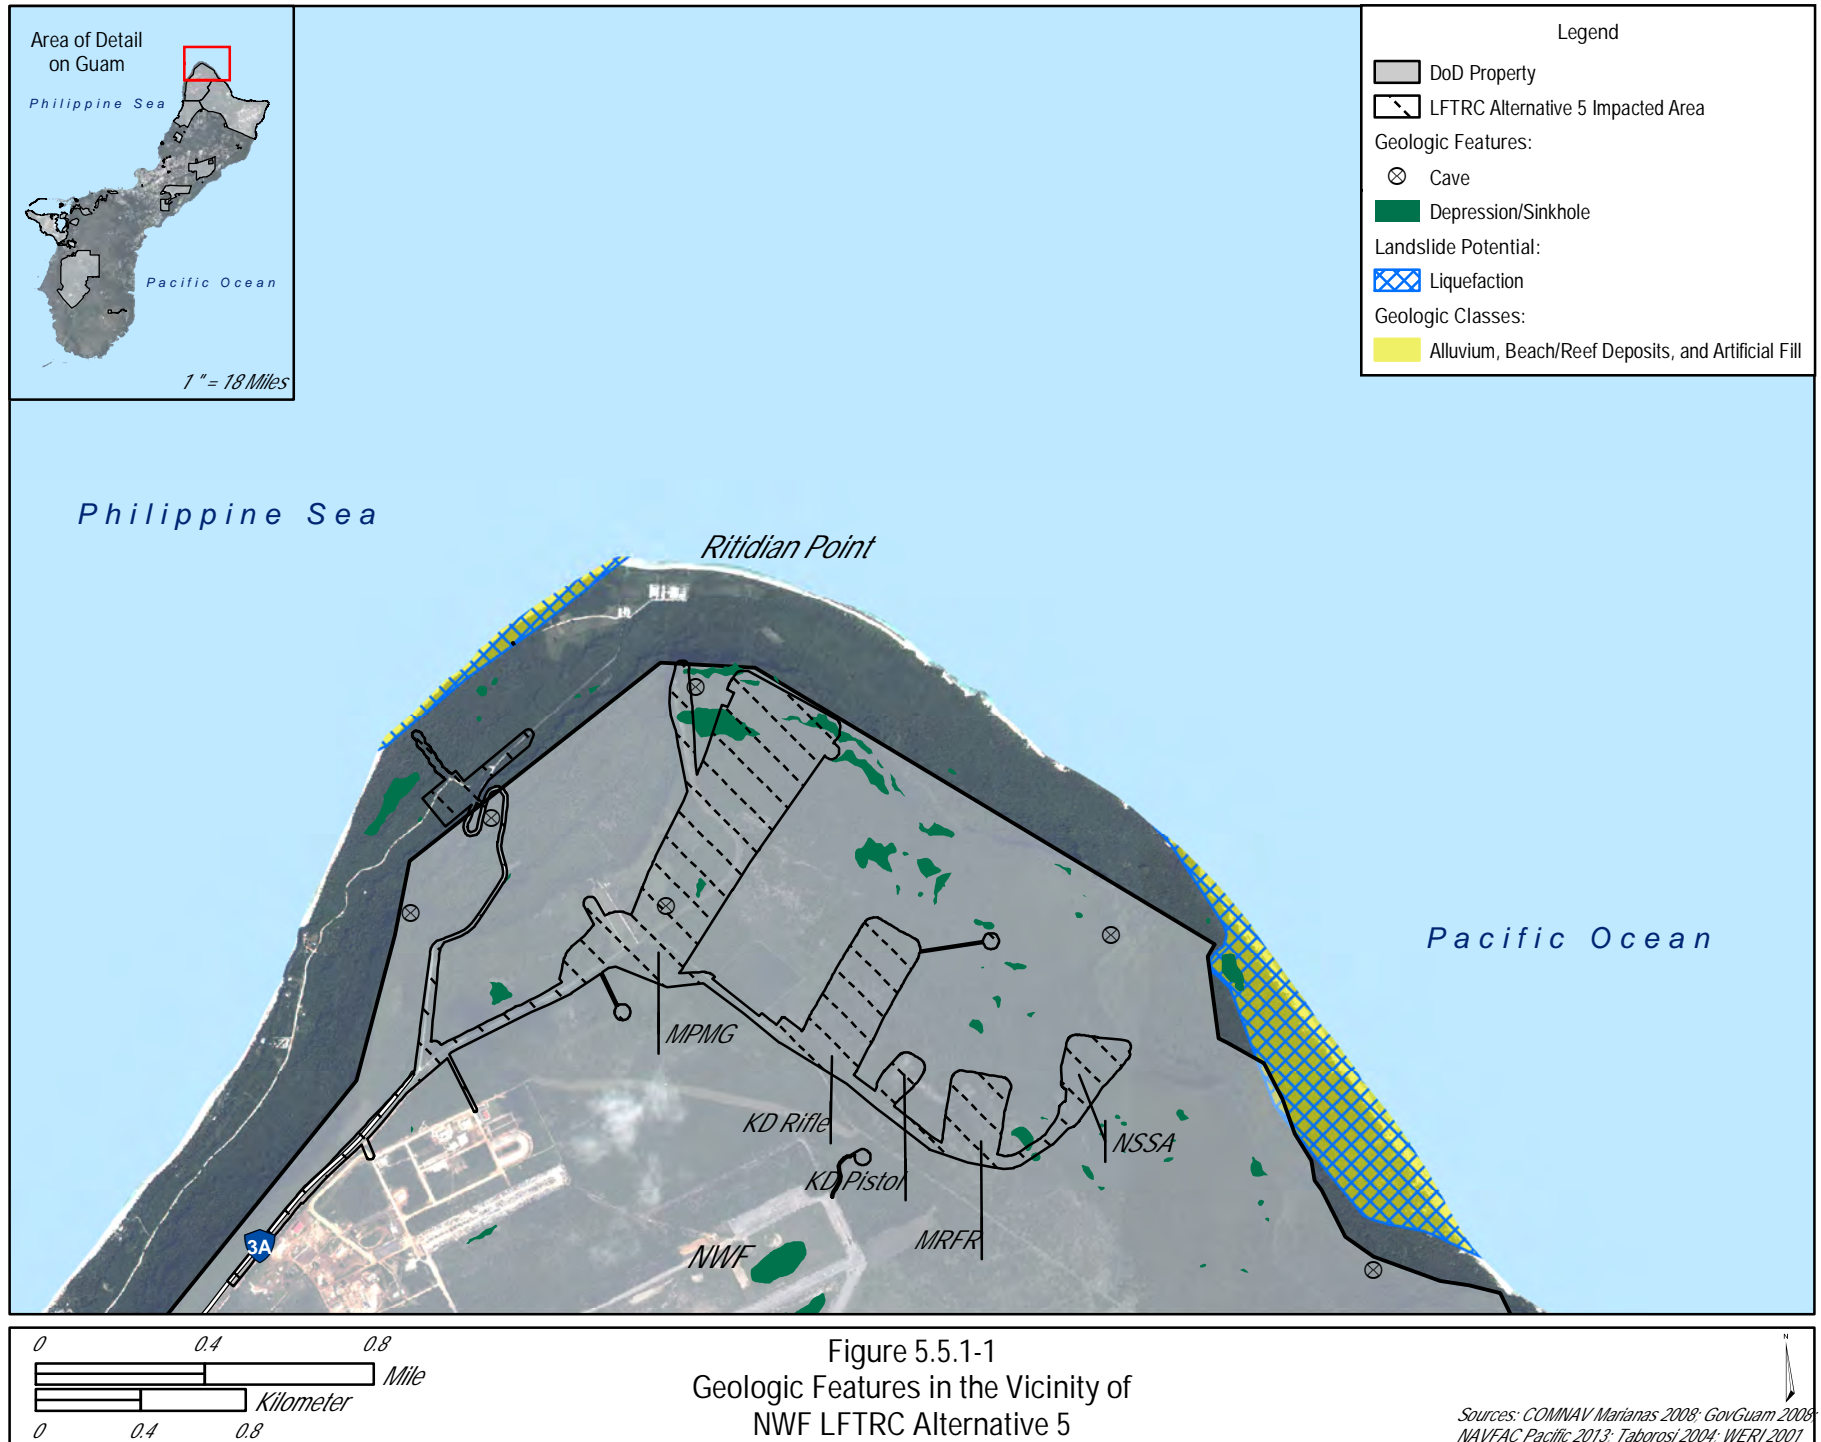 Area of Detail
on Guam
Philippine Sea
Pacific Ocean
1 " = 18 Miles
Legend
DoD Property
LFTRC Alternative 5 Impacted Area
Geologic Features:
Cave
Depression/Sinkhole
Landslide Potential:
Liquefaction
Geologic Classes:
Alluvium, Beach/Reef Deposits, and Artificial Fill
Philippine Sea
Ritidian Point
Pacific Ocean
MPMG
KD Rifle
KD Pistol
NSSA
MRFR
NWF
3A
0 0.4 0.8
Mile
Kilometer
0 0.4 0.8
Figure 5.5.1-1
Geologic Features in the Vicinity of
NWF LFTRC Alternative 5
N
Sources: COMNAV Marianas 2008; GovGuam 2008;
NAVFAC Pacific 2013; Taborosi 2004; WERI 2001